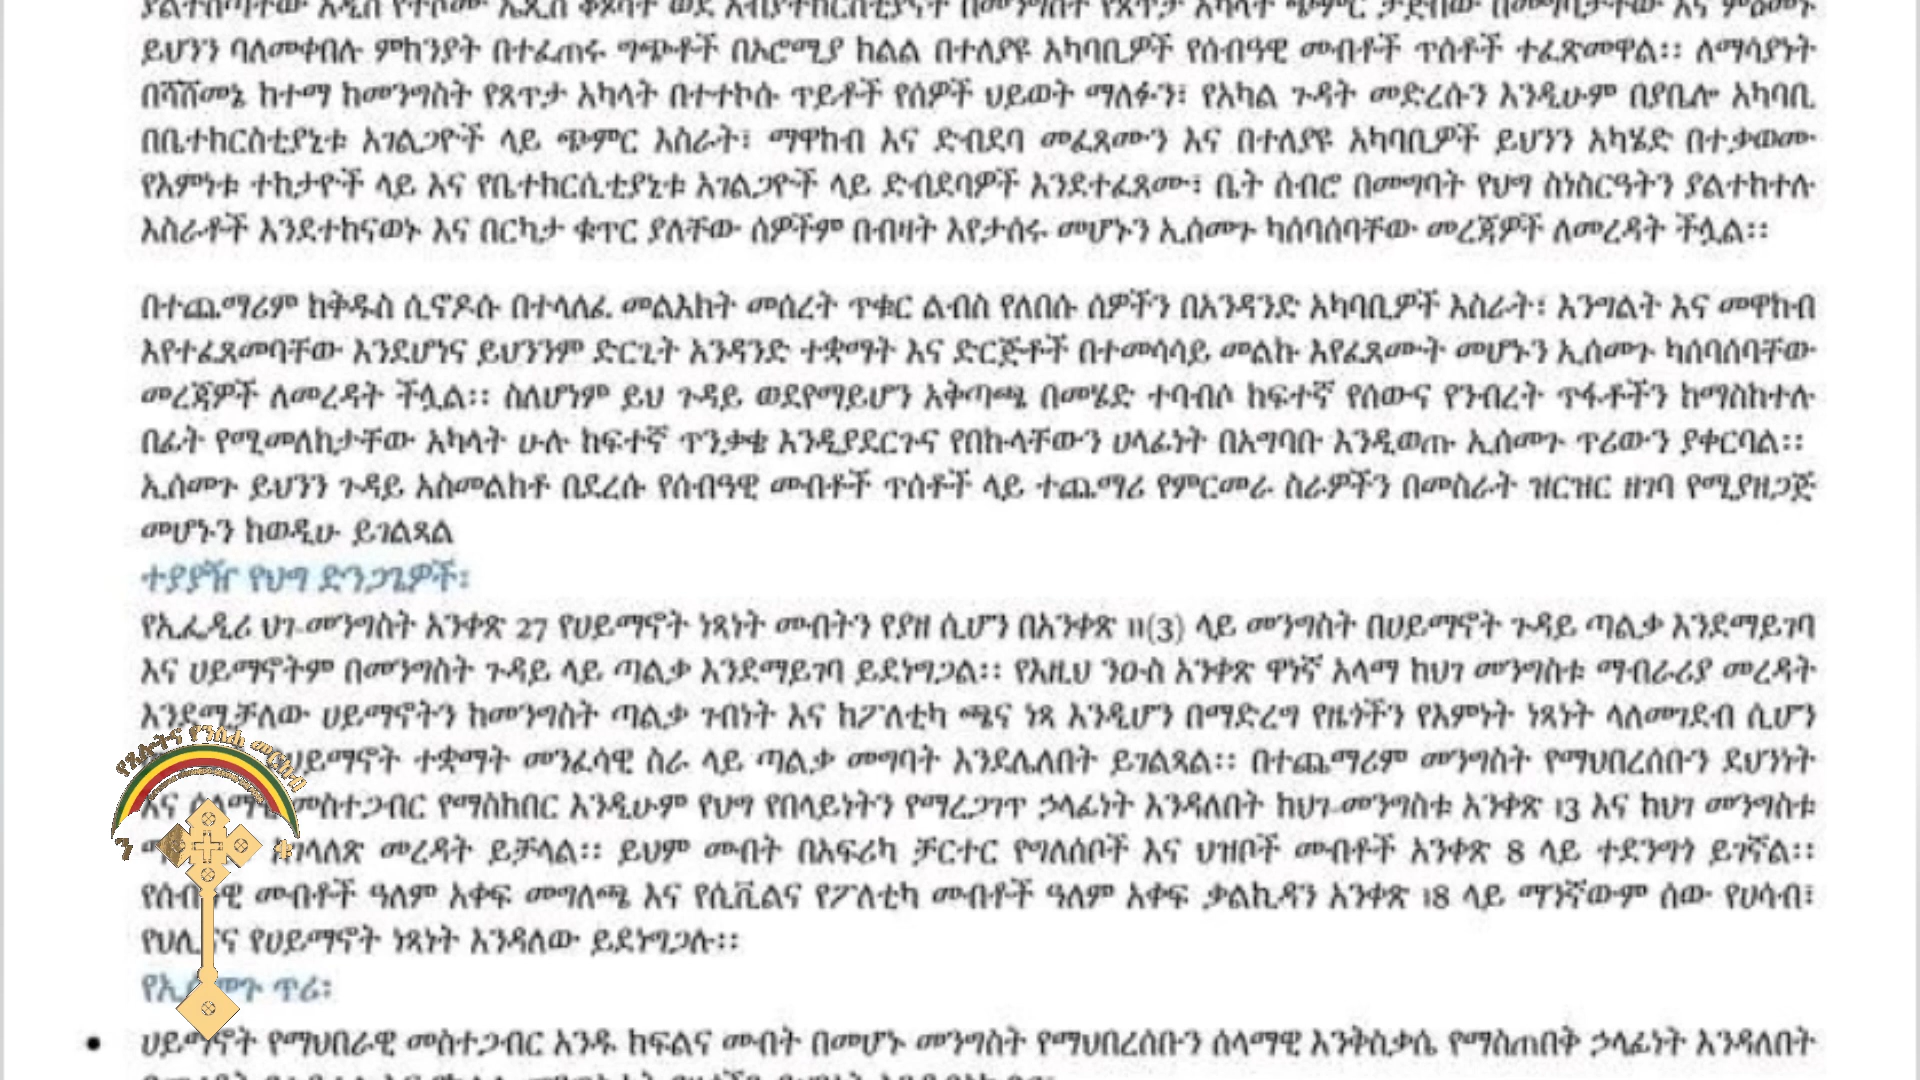 ይህንን ባለመቀበሉ ምክንያት በተፈጠሩ ግጭቶች በኦሮሚያ ክልል በተለያዩ አካባቢዎች የሰብዓዊ መብቶች ጥሰቶች ተፈጽመዋል፡፡ ለማሳያነት
በሻሸመኔ ከተማ ከመንግስት የጸጥታ አካላት በተተኮሱ ጥይቶች የሰዎች ህይወት ማለፉን፣ የአካል ጉዳት መድረሱን እንዲሁም በያቤሎ አካባቢ
በቤተክርስቲያኒቱ አገልጋዮች ላይ ጭምር እስራት፣ ማዋከብ እና ድብደባ መፈጸሙን እና በተለያዩ አካባቢዎች ይህንን አካሄድ በተቃወሙ
የእምነቱ ተከታዮች ላይ እና የቤተክርሲቲያኒቱ አገልጋዮች ላይ ድብደባዎች እንደተፈጸሙ፣ ቤት ሰብሮ በመግባት የህግ ስነስርዓትን ያልተከተሉ
እስራቶች እንደተከናወኑ እና በርካታ ቁጥር ያለቸው ሰዎችም በብዛት እየታሰሩ መሆኑን ኢሰመጉ ካሰባሰባቸው መረጃዎች ለመረዳት ችሏል፡፡
በተጨማሪም ከቅዱስ ሲኖዶሱ በተላለፈ መልእክት መሰረት ጥቁር ልብስ የለበሱ ሰዎችን በአንዳንድ አካባቢዎች እስራት፣ እንግልት እና መዋከብ
እየተፈጸመባቸው እንደሆነና ይህንንም ድርጊት አንዳንድ ተቋማት እና ድርጅቶች በተመሳሳይ መልኩ እየፈጸሙት መሆኑን ኢሰመጉ ካሰባሰባቸው
መረጃዎች ለመረዳት ችሏል፡፡ ስለሆነም ይህ ጉዳይ ወደየማይሆን አቅጣጫ በመሄድ ተባብሶ ከፍተኛ የሰውና የንብረት ጥፋቶችን ከማስከተሉ
በፊት የሚመለከታቸው አካላት ሁሉ ከፍተኛ ጥንቃቄ እንዲያደርጉና የበኩላቸውን ሀላፊነት በአግባቡ እንዲወጡ ኢሰመጉ ጥሪውን ያቀርባል፡፡
ኢሰመጉ ይህንን ጉዳይ አስመልክቶ በደረሱ የሰብዓዊ መብቶች ጥሰቶች ላይ ተጨማሪ የምርመራ ስራዎችን በመስራት ዝርዝር ዘገባ የሚያዘጋጅ
መሆኑን ከወዲሁ ይገልጻል
ተያያዥ የህግ ድንጋጌዎች፣
የኢፌዲሪ ህገ-መንግስት አንቀጽ 27 የሀይማኖት ነጻነት መብትን የያዘ ሲሆን በአንቀጽ 11(3) ላይ መንግስት በሀይማኖት ጉዳይ ጣልቃ እንደማይገባ
እና ሀይማኖትም በመንግስት ጉዳይ ላይ ጣልቃ እንደማይገባ ይደነግጋል፡፡ የእዚህ ንዑስ አንቀጽ ዋነኛ አላማ ከህገ መንግስቱ ማብራሪያ መረዳት
እንደሚቻለው ሀይማኖትን ከመንግስት ጣልቃ ገብነት እና ከፖለቲካ ጫና ነጻ እንዲሆን በማድረግ የዜጎችን የእምነት ነጻነት ላለመገደብ ሲሆን
ሀይማኖት ተቋማት መንፈሳዊ ስራ ላይ ጣልቃ መግባት እንደሌለበት ይገልጻል፡፡ በተጨማሪም መንግስት የማህበረሰቡን ደህንነት
እና ሰላማዊ መስተጋብር የማስከበር እንዲሁም የህግ የበላይነትን የማረጋገጥ ኃላፊነት እንዳለበት ከህገ-መንግስቱ አንቀጽ 13 እና ከህገ መንግስቱ
አገላለጽ መረዳት ይቻላል፡፡ ይህም መብት በአፍሪካ ቻርተር የግለሰቦች እና ህዝቦች መብቶች አንቀጽ 8 ላይ ተደንግጎ ይገኛል፡፡
የሰብዓዊ መብቶች ዓለም አቀፍ መግለጫ እና የሲቪልና የፖለቲካ መብቶች ዓለም አቀፍ ቃልኪዳን አንቀጽ 18 ላይ ማንኛውም ሰው የሀሳብ፣
የህሊናና የሀይማኖት ነጻነት እንዳለው ይደነግጋሉ፡፡
የኢሰመጉ ጥሪ፣
• ሀይማኖት የማህበራዊ መስተጋብር አንዱ ክፍልና መብት በመሆኑ መንግስት የማህበረሰቡን ሰላማዊ እንቅስቃሴ የማስጠበቅ ኃላፊነት እንዳለበት